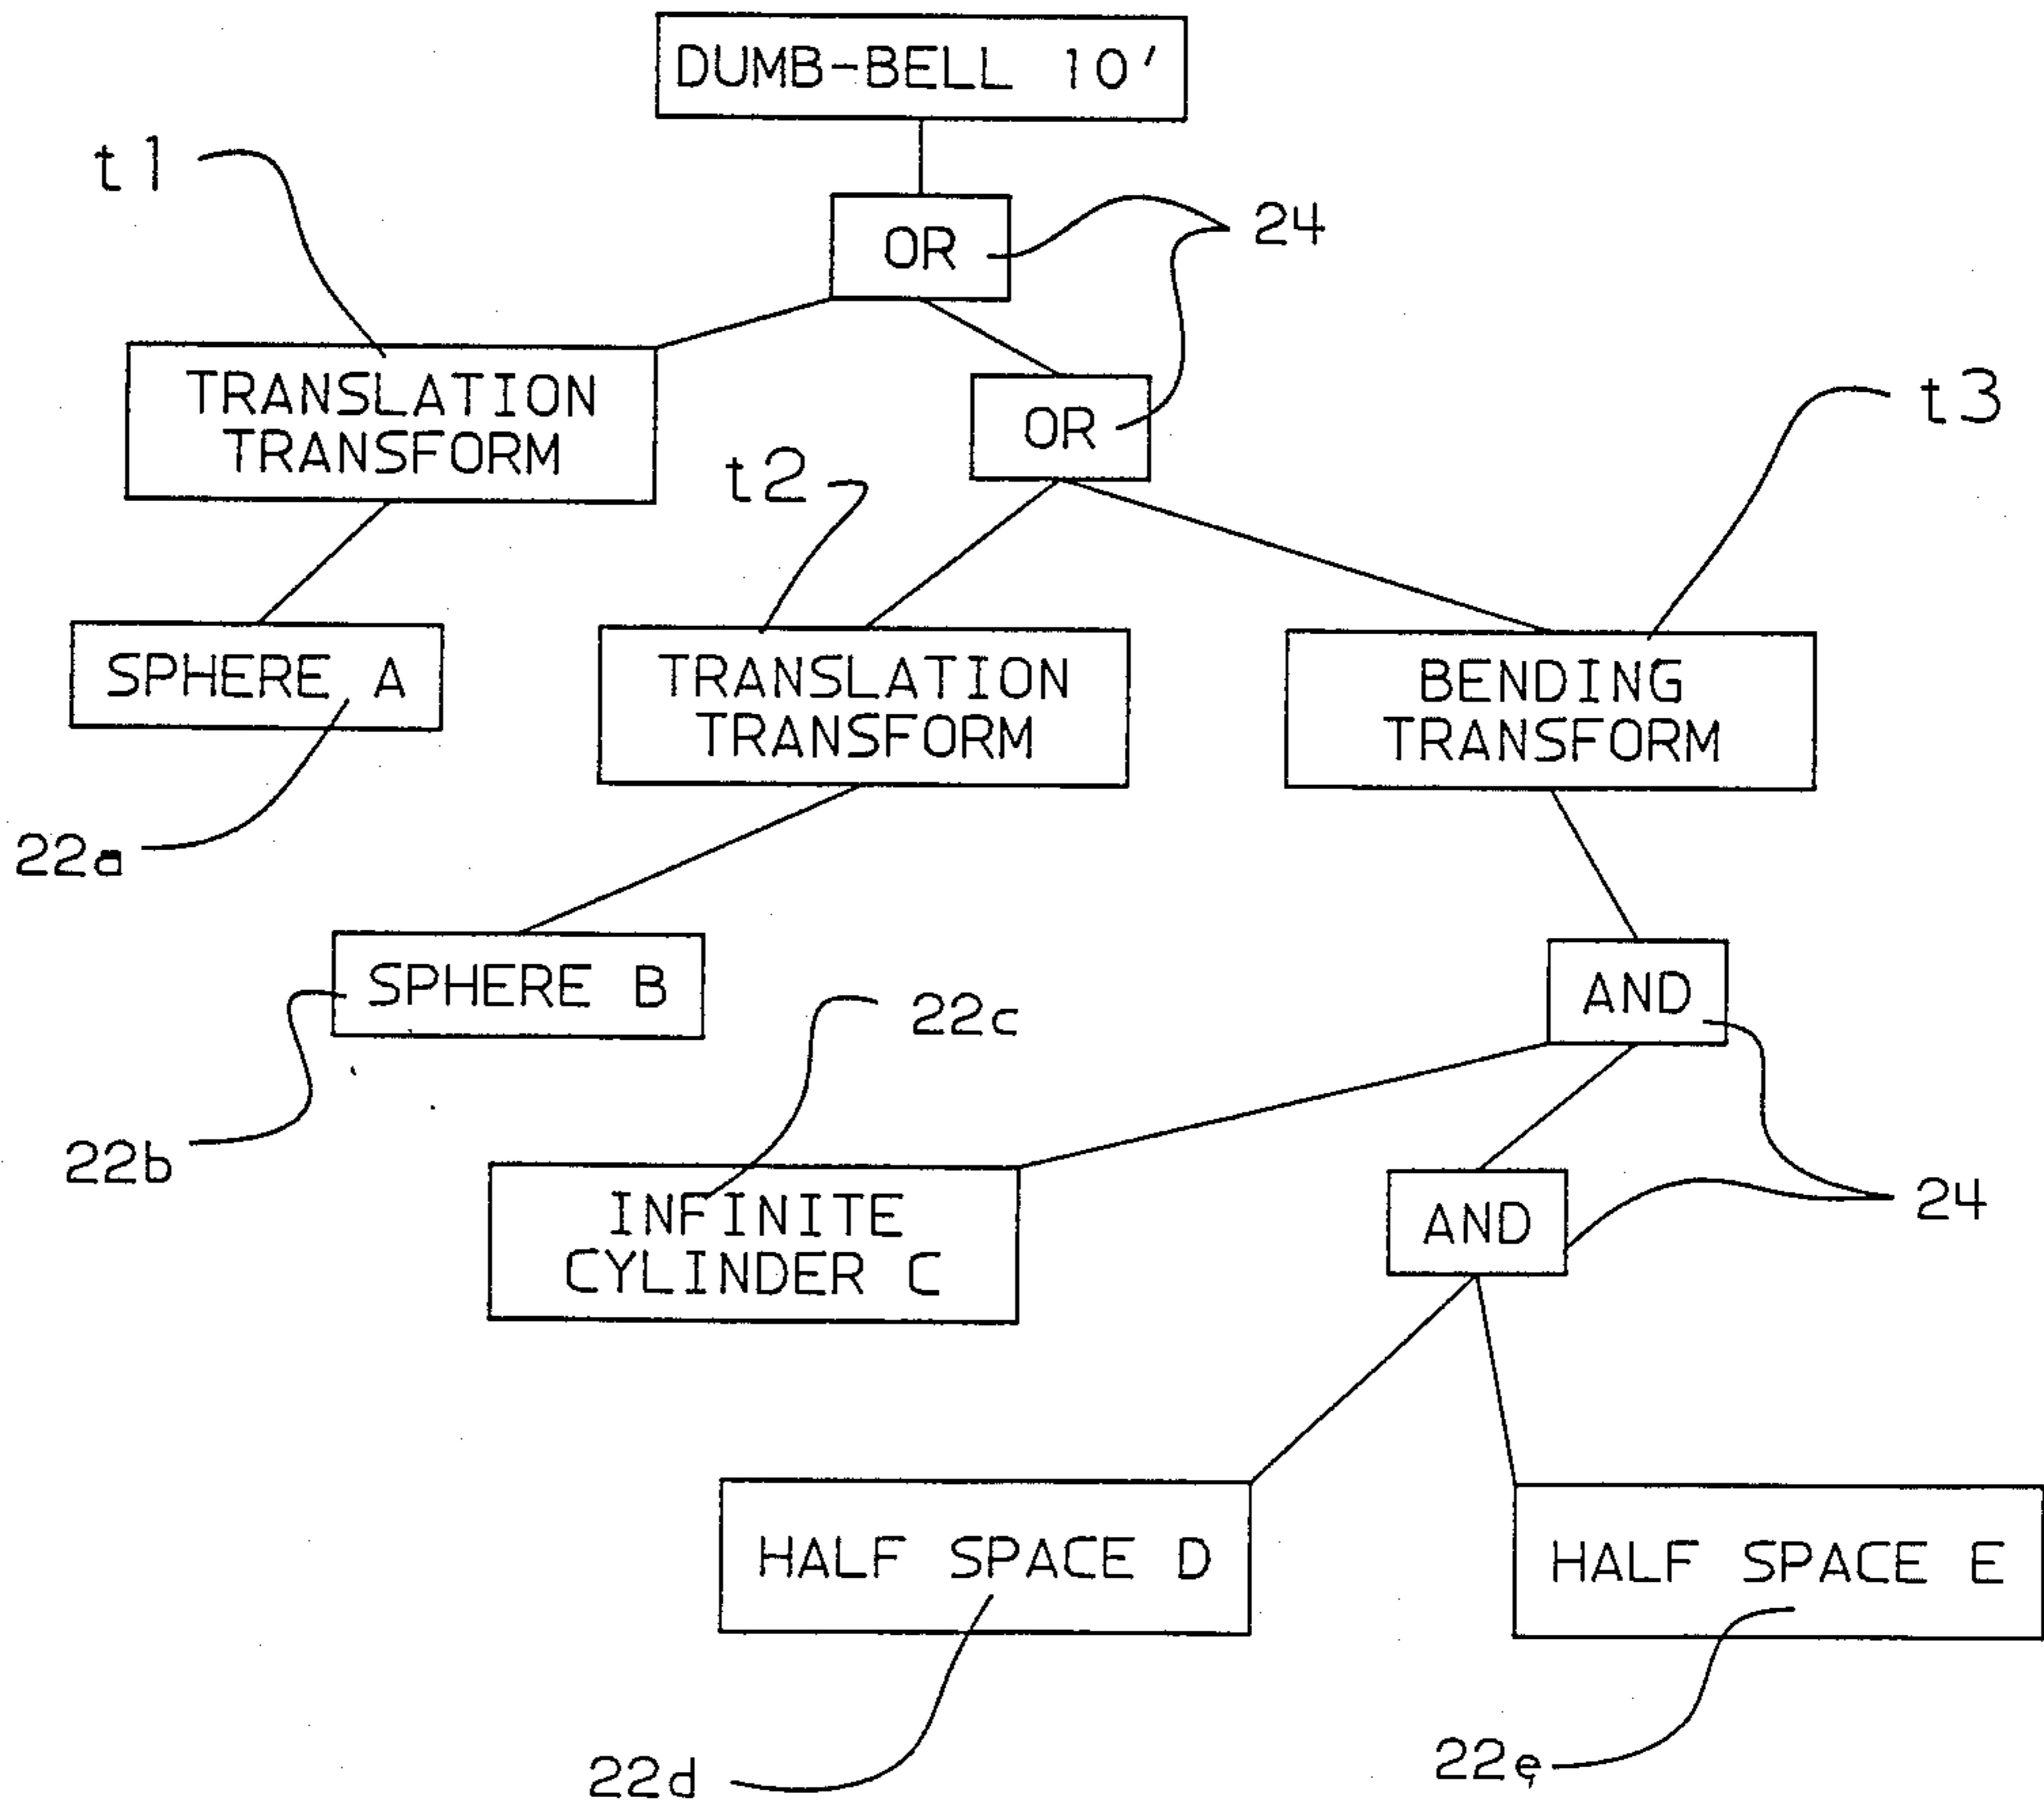 DUMB-BELL 10'
t1
OR
24
TRANSLATION
TRANSFORM
OR
t3
t2
SPHERE A
TRANSLATION
TRANSFORM
BENDING
TRANSFORM
22a
SPHERE B
AND
22c
22b
INFINITE
CYLINDER C
AND
24
HALF SPACE D
HALF SPACE E
22d
22e